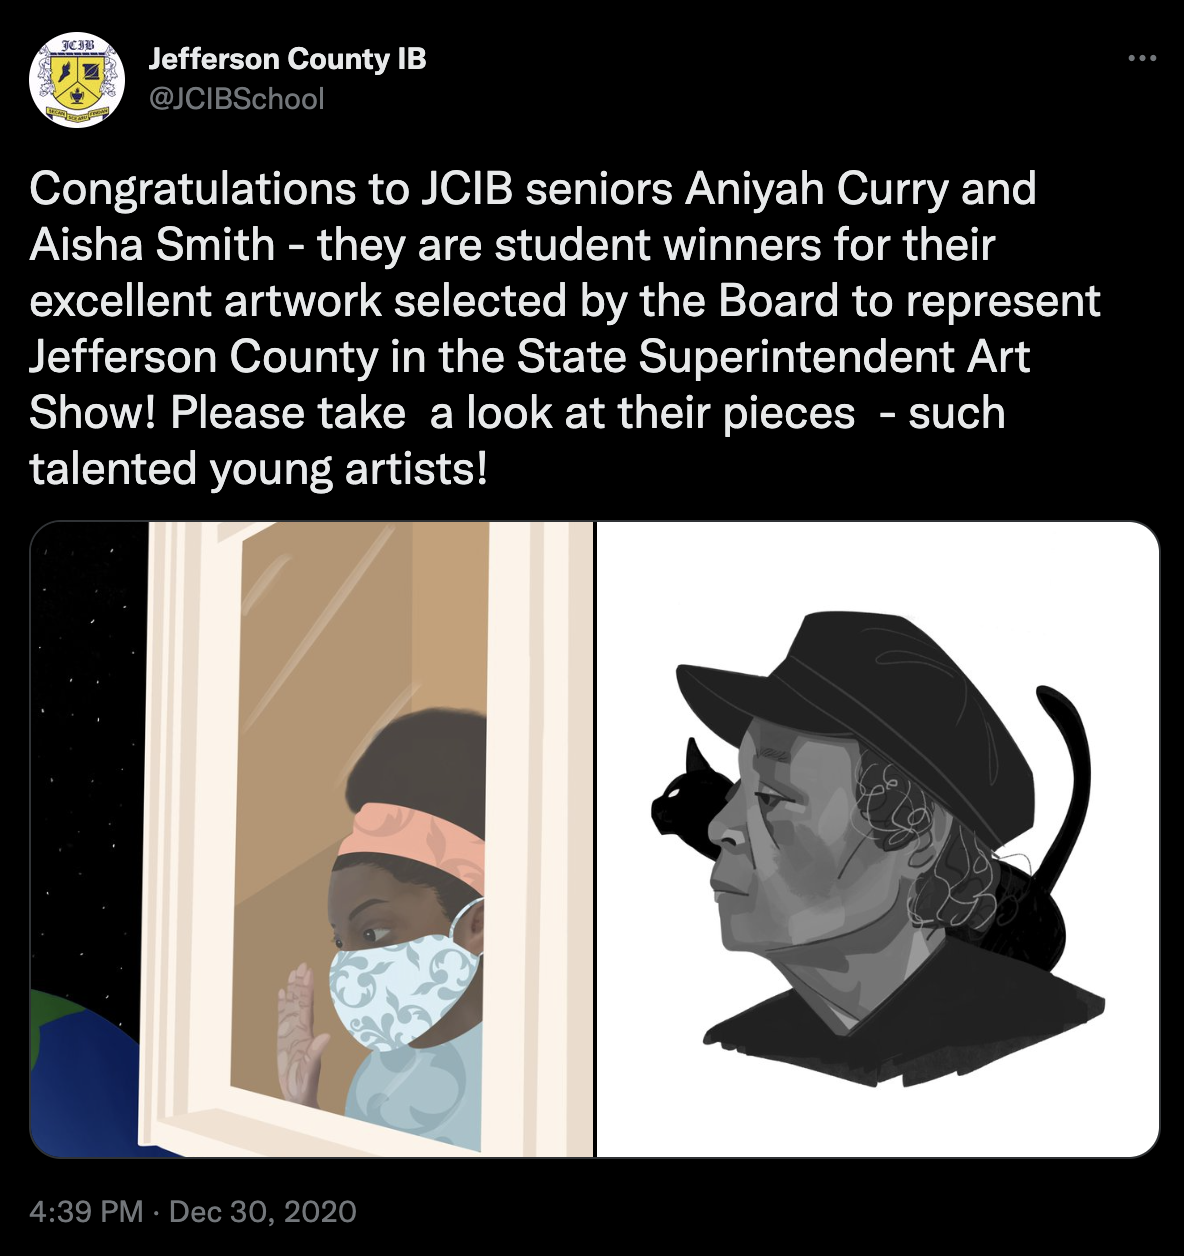 JCIB
Jefferson County IB
@JCIBSchool
Congratulations to JCIB seniors Aniyah Curry and
Aisha Smith - they are student winners for their
excellent artwork selected by the Board to represent
Jefferson County in the State Superintendent Art
Show! Please take  a look at their pieces  - such
talented young artists!
4:39 PM · Dec 30, 2020